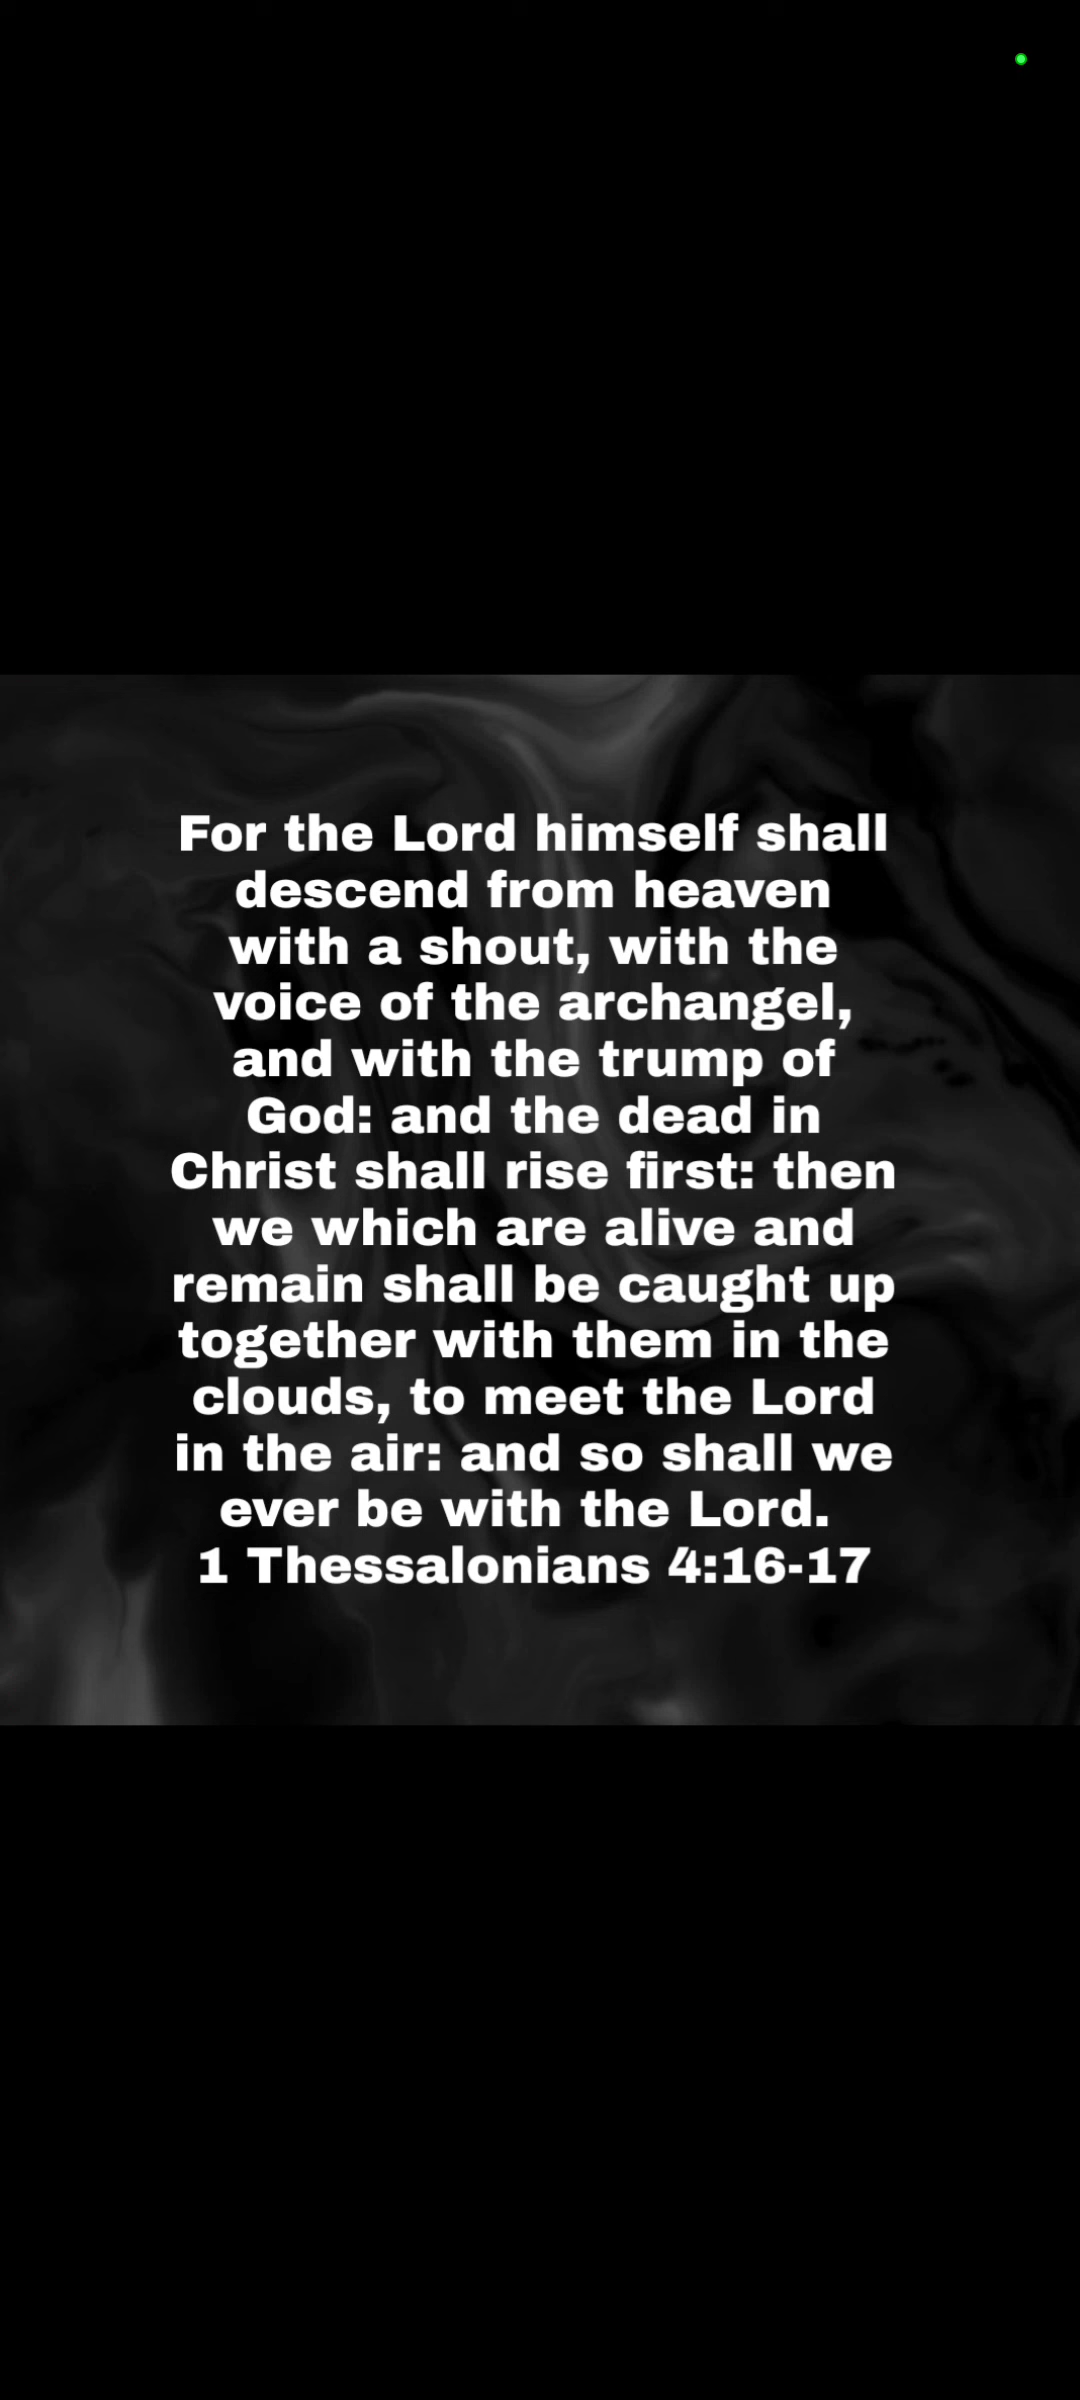 For the Lord himself shall
descend from heaven
with a shout, with the
voice of the archangel,
and with the trump of
God: and the dead in
Christ shall rise first: then
we which are alive and
remain shall be caught up
together with them in the
clouds, to meet the Lord
in the air: and so shall we
ever be with the Lord.
1 Thessalonians 4:16-17